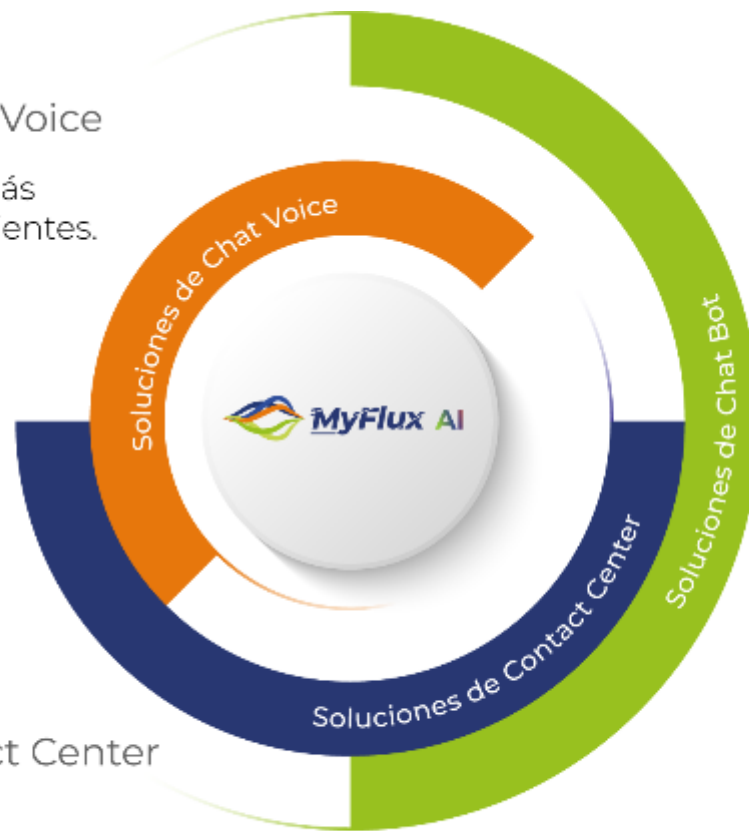 Voice
ás
entes.
Soluciones de Chat Voice
MyFlux AI
Soluciones de Chat Bot
Soluciones de Contact Center
ct Center